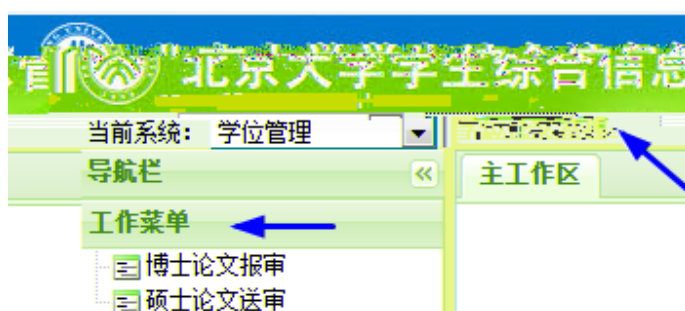 北京大学学生综合信息
当前系统： 学位管理
导航栏
主工作区
工作菜单
博士论文报审
硕士论文送审